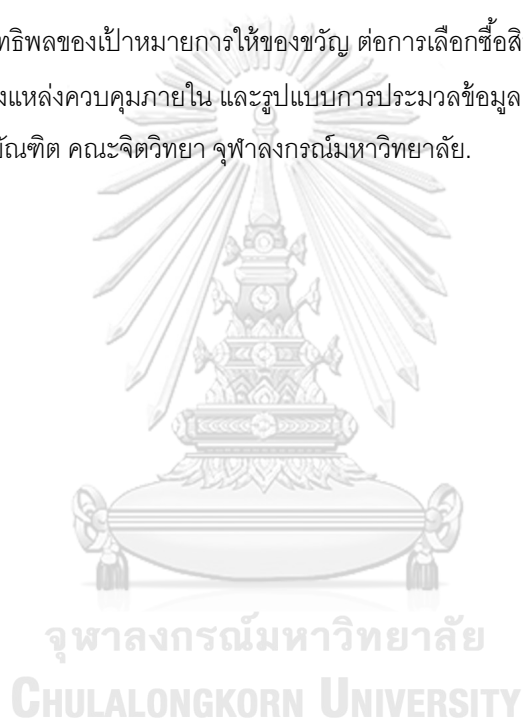 ทธิพลของเป้าหมายการให้ของขวัญ ต่อการเลือกซื้อสิ
งแหล่งควบคุมภายใน และรูปแบบการประมวลข้อมูล
ัณฑิต คณะจิตวิทยา จุฬาลงกรณ์มหาวิทยาลัย.
จุฬาลงกรณ์มหาวิทยาลัย
CHULALONGKORN UNIVERSITY